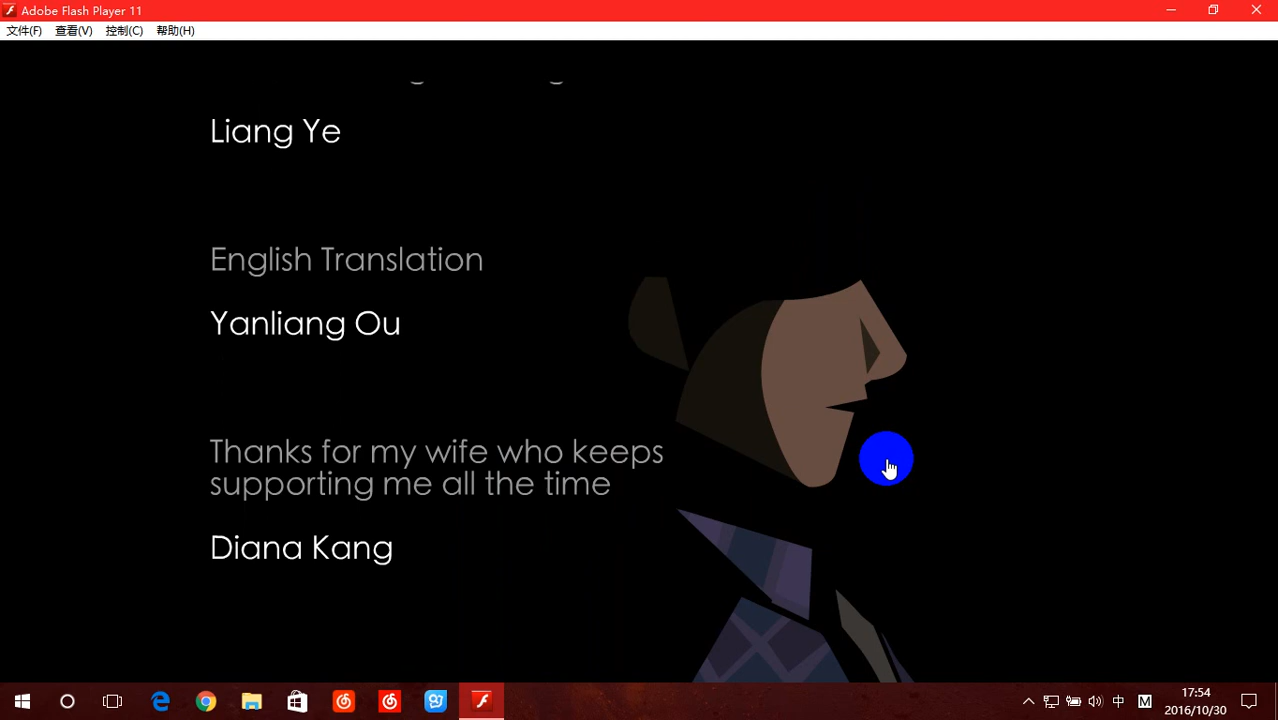 Adobe Flash Player 11
文件(F) 查看(V) 控制(C) 帮助(H)
Liang Ye
English Translation
Yanliang Ou
Thanks for my wife who keeps
supporting me all the time
Diana Kang
中 M 17:54
2016/10/30